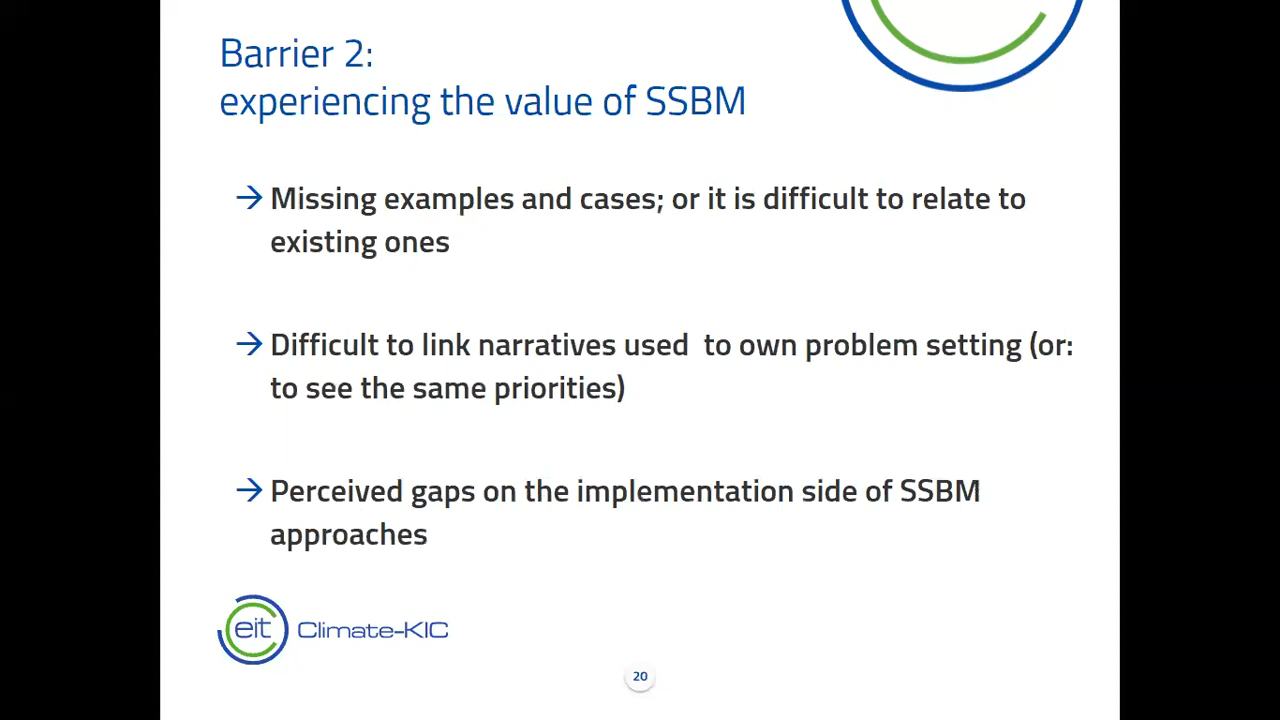 Barrier 2:
experiencing the value of SSBM
→ Missing examples and cases; or it is difficult to relate to
existing ones
→ Difficult to link narratives used  to own problem setting (or:
to see the same priorities)
→ Perceived gaps on the implementation side of SSBM
approaches
eit Climate-KIC
20